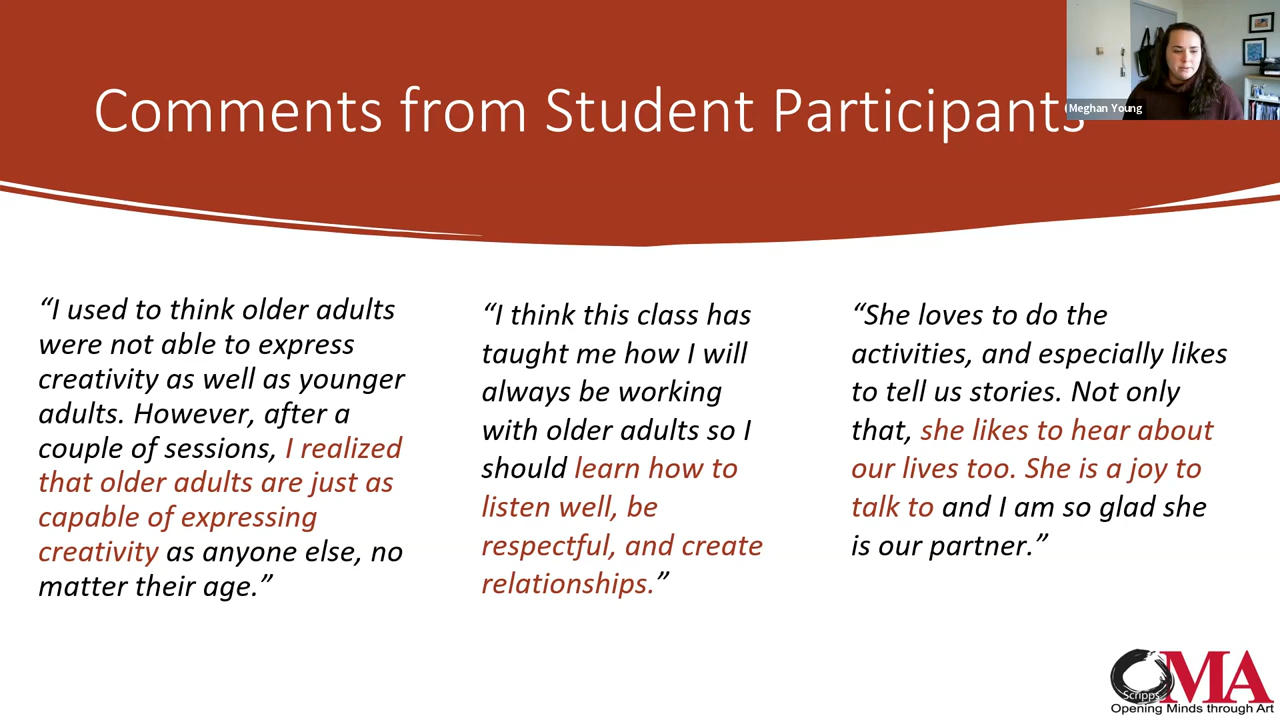 Comments from Student Participants
Meghan Young
“I used to think older adults
were not able to express
creativity as well as younger
adults. However, after a
couple of sessions, I realized
that older adults are just as
capable of expressing
creativity as anyone else, no
matter their age.”
“I think this class has
taught me how I will
always be working
with older adults so I
should learn how to
listen well, be
respectful, and create
relationships.”
“She loves to do the
activities, and especially likes
to tell us stories. Not only
that, she likes to hear about
our lives too. She is a joy to
talk to and I am so glad she
is our partner.”
OMA
Scripps
Opening Minds through Art